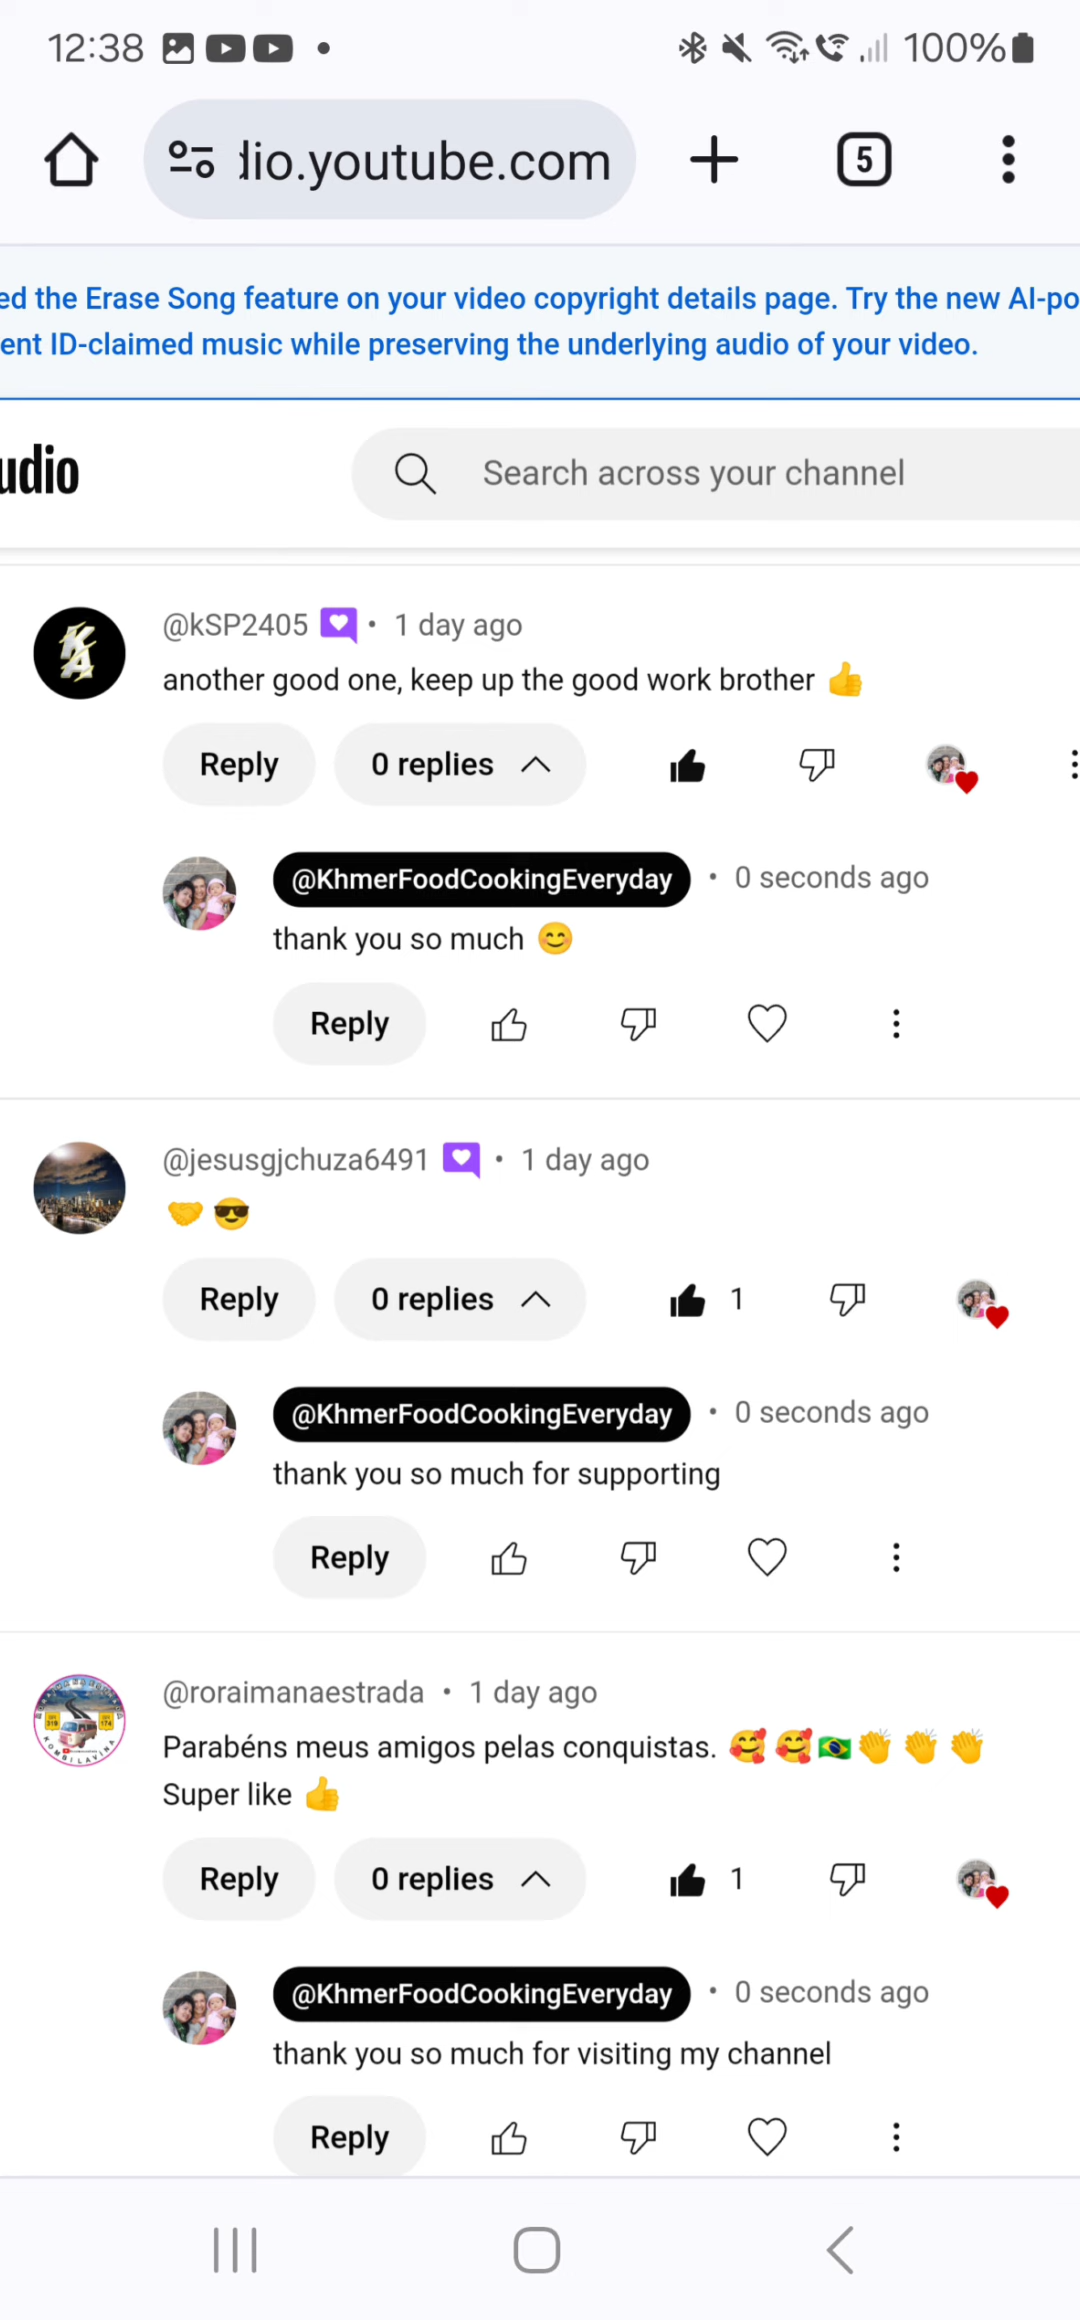 12:38
100%
dio.youtube.com
5
ed the Erase Song feature on your video copyright details page. Try the new AI-po
ent ID-claimed music while preserving the underlying audio of your video.
udio
Search across your channel
@kSP2405 • 1 day ago
another good one, keep up the good work brother 👍
Reply
0 replies
@KhmerFoodCookingEveryday • 0 seconds ago
thank you so much 😊
Reply
@jesusgjchuza6491 • 1 day ago
🤝😎
Reply
0 replies
1
@KhmerFoodCookingEveryday • 0 seconds ago
thank you so much for supporting
Reply
@roraimanaestrada • 1 day ago
Parabéns meus amigos pelas conquistas. 🥰🥰🇧🇷👏👏👏
Super like 👍
Reply
0 replies
1
@KhmerFoodCookingEveryday • 0 seconds ago
thank you so much for visiting my channel
Reply